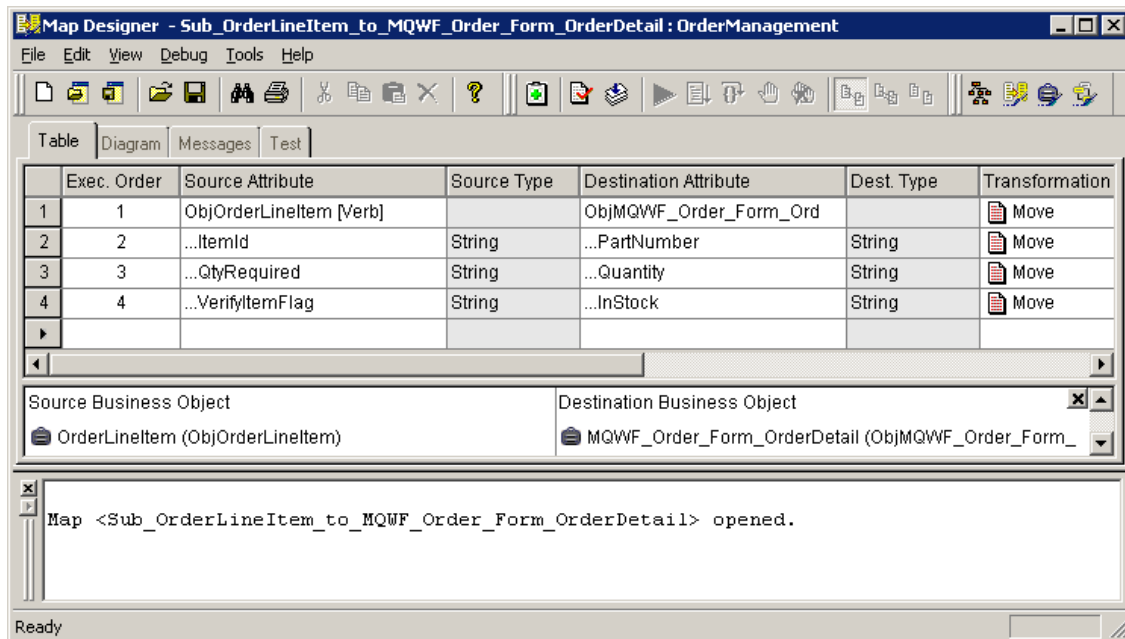 Map Designer - Sub_OrderLineItem_to_MQWF_Order_Form_OrderDetail : OrderManagement
File Edit View Debug Tools Help
Table Diagram Messages Test
Exec. Order Source Attribute Source Type Destination Attribute Dest. Type Transformation
1 1 ObjOrderLineItem [Verb] ObjMQWF_Order_Form_Ord Move
2 2 ...ItemId String ...PartNumber String Move
3 3 ...QtyRequired String ...Quantity String Move
4 4 ...VerifyItemFlag String ...InStock String Move
Source Business Object Destination Business Object
OrderLineItem (ObjOrderLineItem) MQWF_Order_Form_OrderDetail (ObjMQWF_Order_Form_
Map <Sub_OrderLineItem_to_MQWF_Order_Form_OrderDetail> opened.
Ready